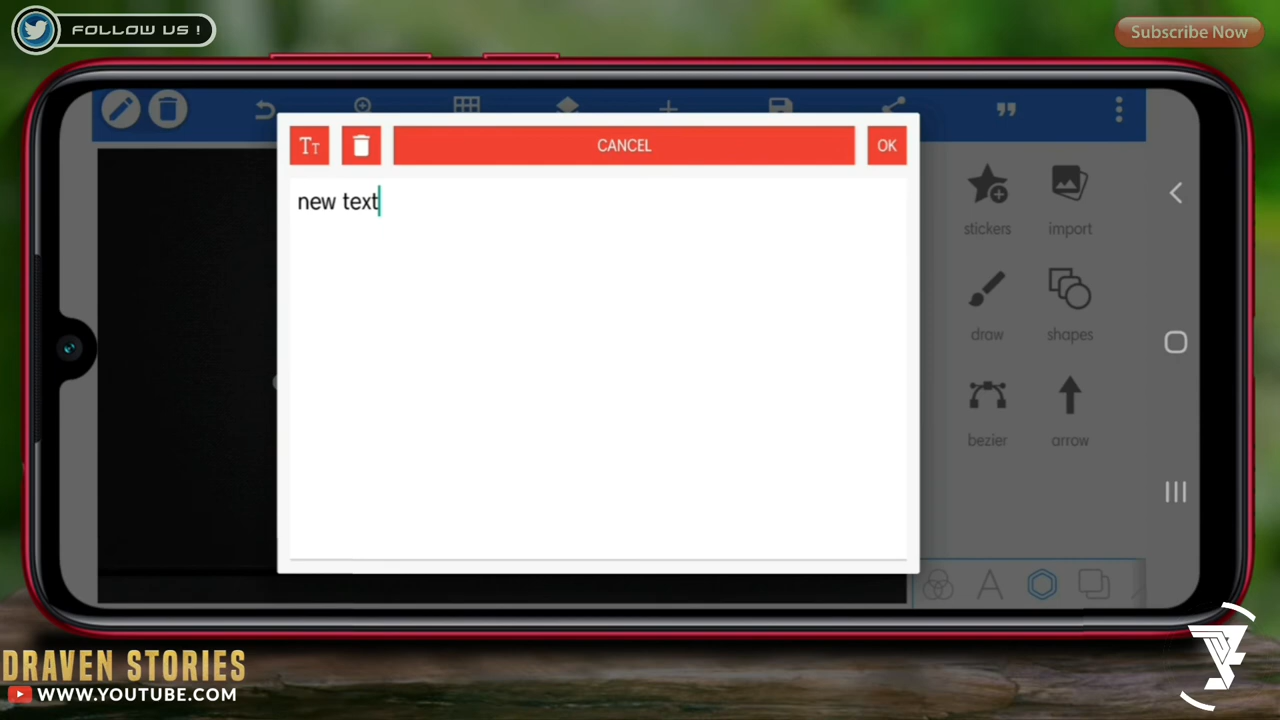 FOLLOW US !
Subscribe Now
TT
CANCEL
OK
new text
stickers
import
draw
shapes
bezier
arrow
A
DRAVEN STORIES
WWW.YOUTUBE.COM